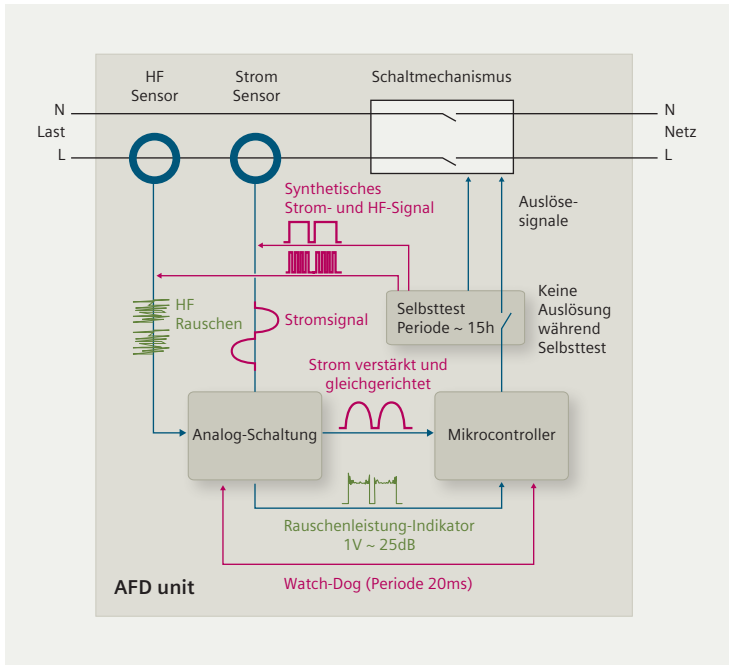 HF
Sensor
Strom
Sensor
Schaltmechanismus
N
Last
L
N
Netz
L
Synthetisches
Strom- und HF-Signal
Auslöse-
signale
HF
Rauschen
Stromsignal
Selbsttest
Periode ~ 15h
Keine
Auslösung
während
Selbsttest
Strom verstärkt und
gleichgerichtet
Analog-Schaltung
Mikrocontroller
Rauschenleistung-Indikator
1V ~ 25dB
Watch-Dog (Periode 20ms)
AFD unit